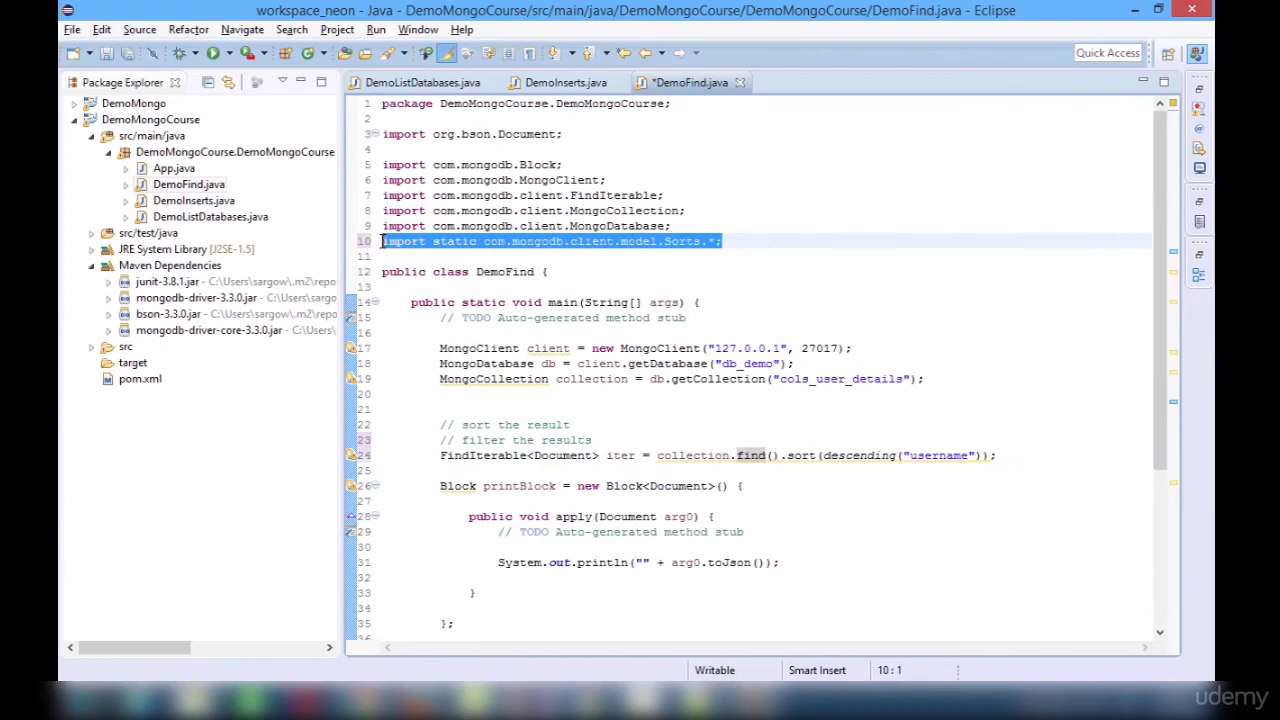 workspace_neon - Java - DemoMongoCourse/src/main/java/DemoMongoCourse/DemoMongoCourse/DemoFind.java - Eclipse
File Edit Source Refactor Navigate Search Project Run Window Help
Quick Access
Package Explorer
DemoListDatabases.java DemoInserts.java *DemoFind.java
DemoMongo
DemoMongoCourse
src/main/java
DemoMongoCourse.DemoMongoCourse
App.java
DemoFind.java
DemoInserts.java
DemoListDatabases.java
src/test/java
JRE System Library [J2SE-1.5]
Maven Dependencies
junit-3.8.1.jar - C:\Users\sargow\.m2\repo
mongodb-driver-3.3.0.jar - C:\Users\sargo
bson-3.3.0.jar - C:\Users\sargow\.m2\repo
mongodb-driver-core-3.3.0.jar - C:\Users
src
target
pom.xml
1 package DemoMongoCourse.DemoMongoCourse;
2
3 import org.bson.Document;
4
5 import com.mongodb.Block;
6 import com.mongodb.MongoClient;
7 import com.mongodb.client.FindIterable;
8 import com.mongodb.client.MongoCollection;
9 import com.mongodb.client.MongoDatabase;
10 import static com.mongodb.client.model.Sorts.*;
11
12 public class DemoFind {
13
14 public static void main(String[] args) {
15 // TODO Auto-generated method stub
16
17 MongoClient client = new MongoClient("127.0.0.1", 27017);
18 MongoDatabase db = client.getDatabase("db_demo");
19 MongoCollection collection = db.getCollection("cols_user_details");
20
21
22 // sort the result
23 // filter the results
24 FindIterable<Document> iter = collection.find().sort(descending("username"));
25
26 Block printBlock = new Block<Document>() {
27
28 public void apply(Document arg0) {
29 // TODO Auto-generated method stub
30
31 System.out.println("" + arg0.toJson());
32
33 }
34
35 };
36
Writable Smart Insert 10 : 1
udemy